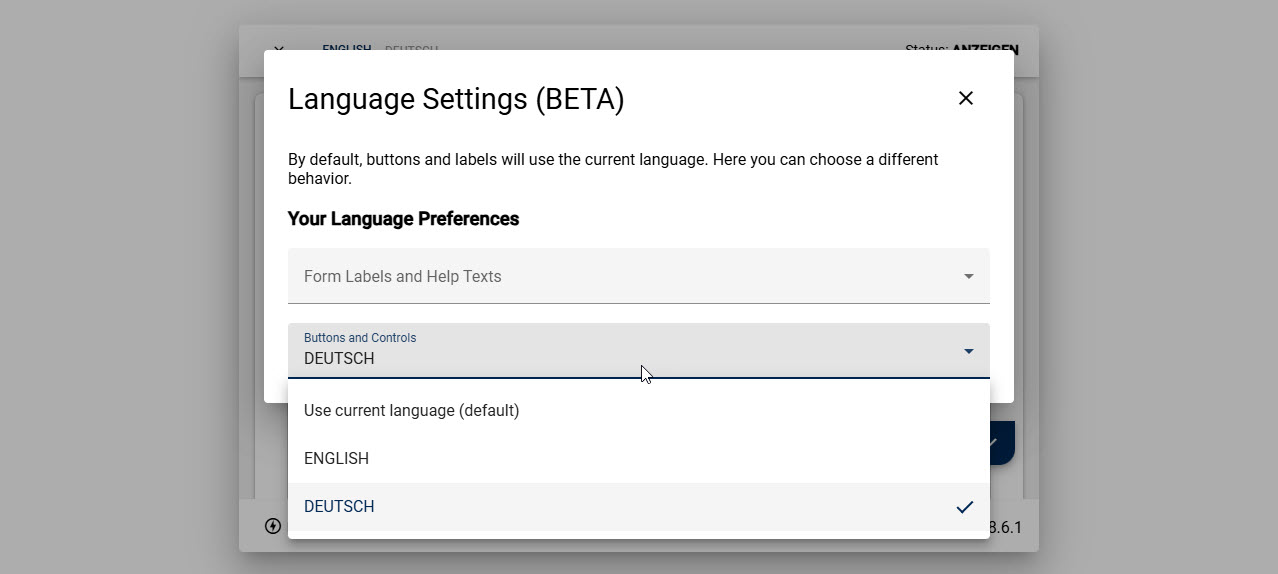 ENGLISH DEUTSCH Status: ANZEIGEN
Language Settings (BETA)
By default, buttons and labels will use the current language. Here you can choose a different
behavior.
Your Language Preferences
Form Labels and Help Texts
Buttons and Controls
DEUTSCH
Use current language (default)
ENGLISH
DEUTSCH
8.6.1